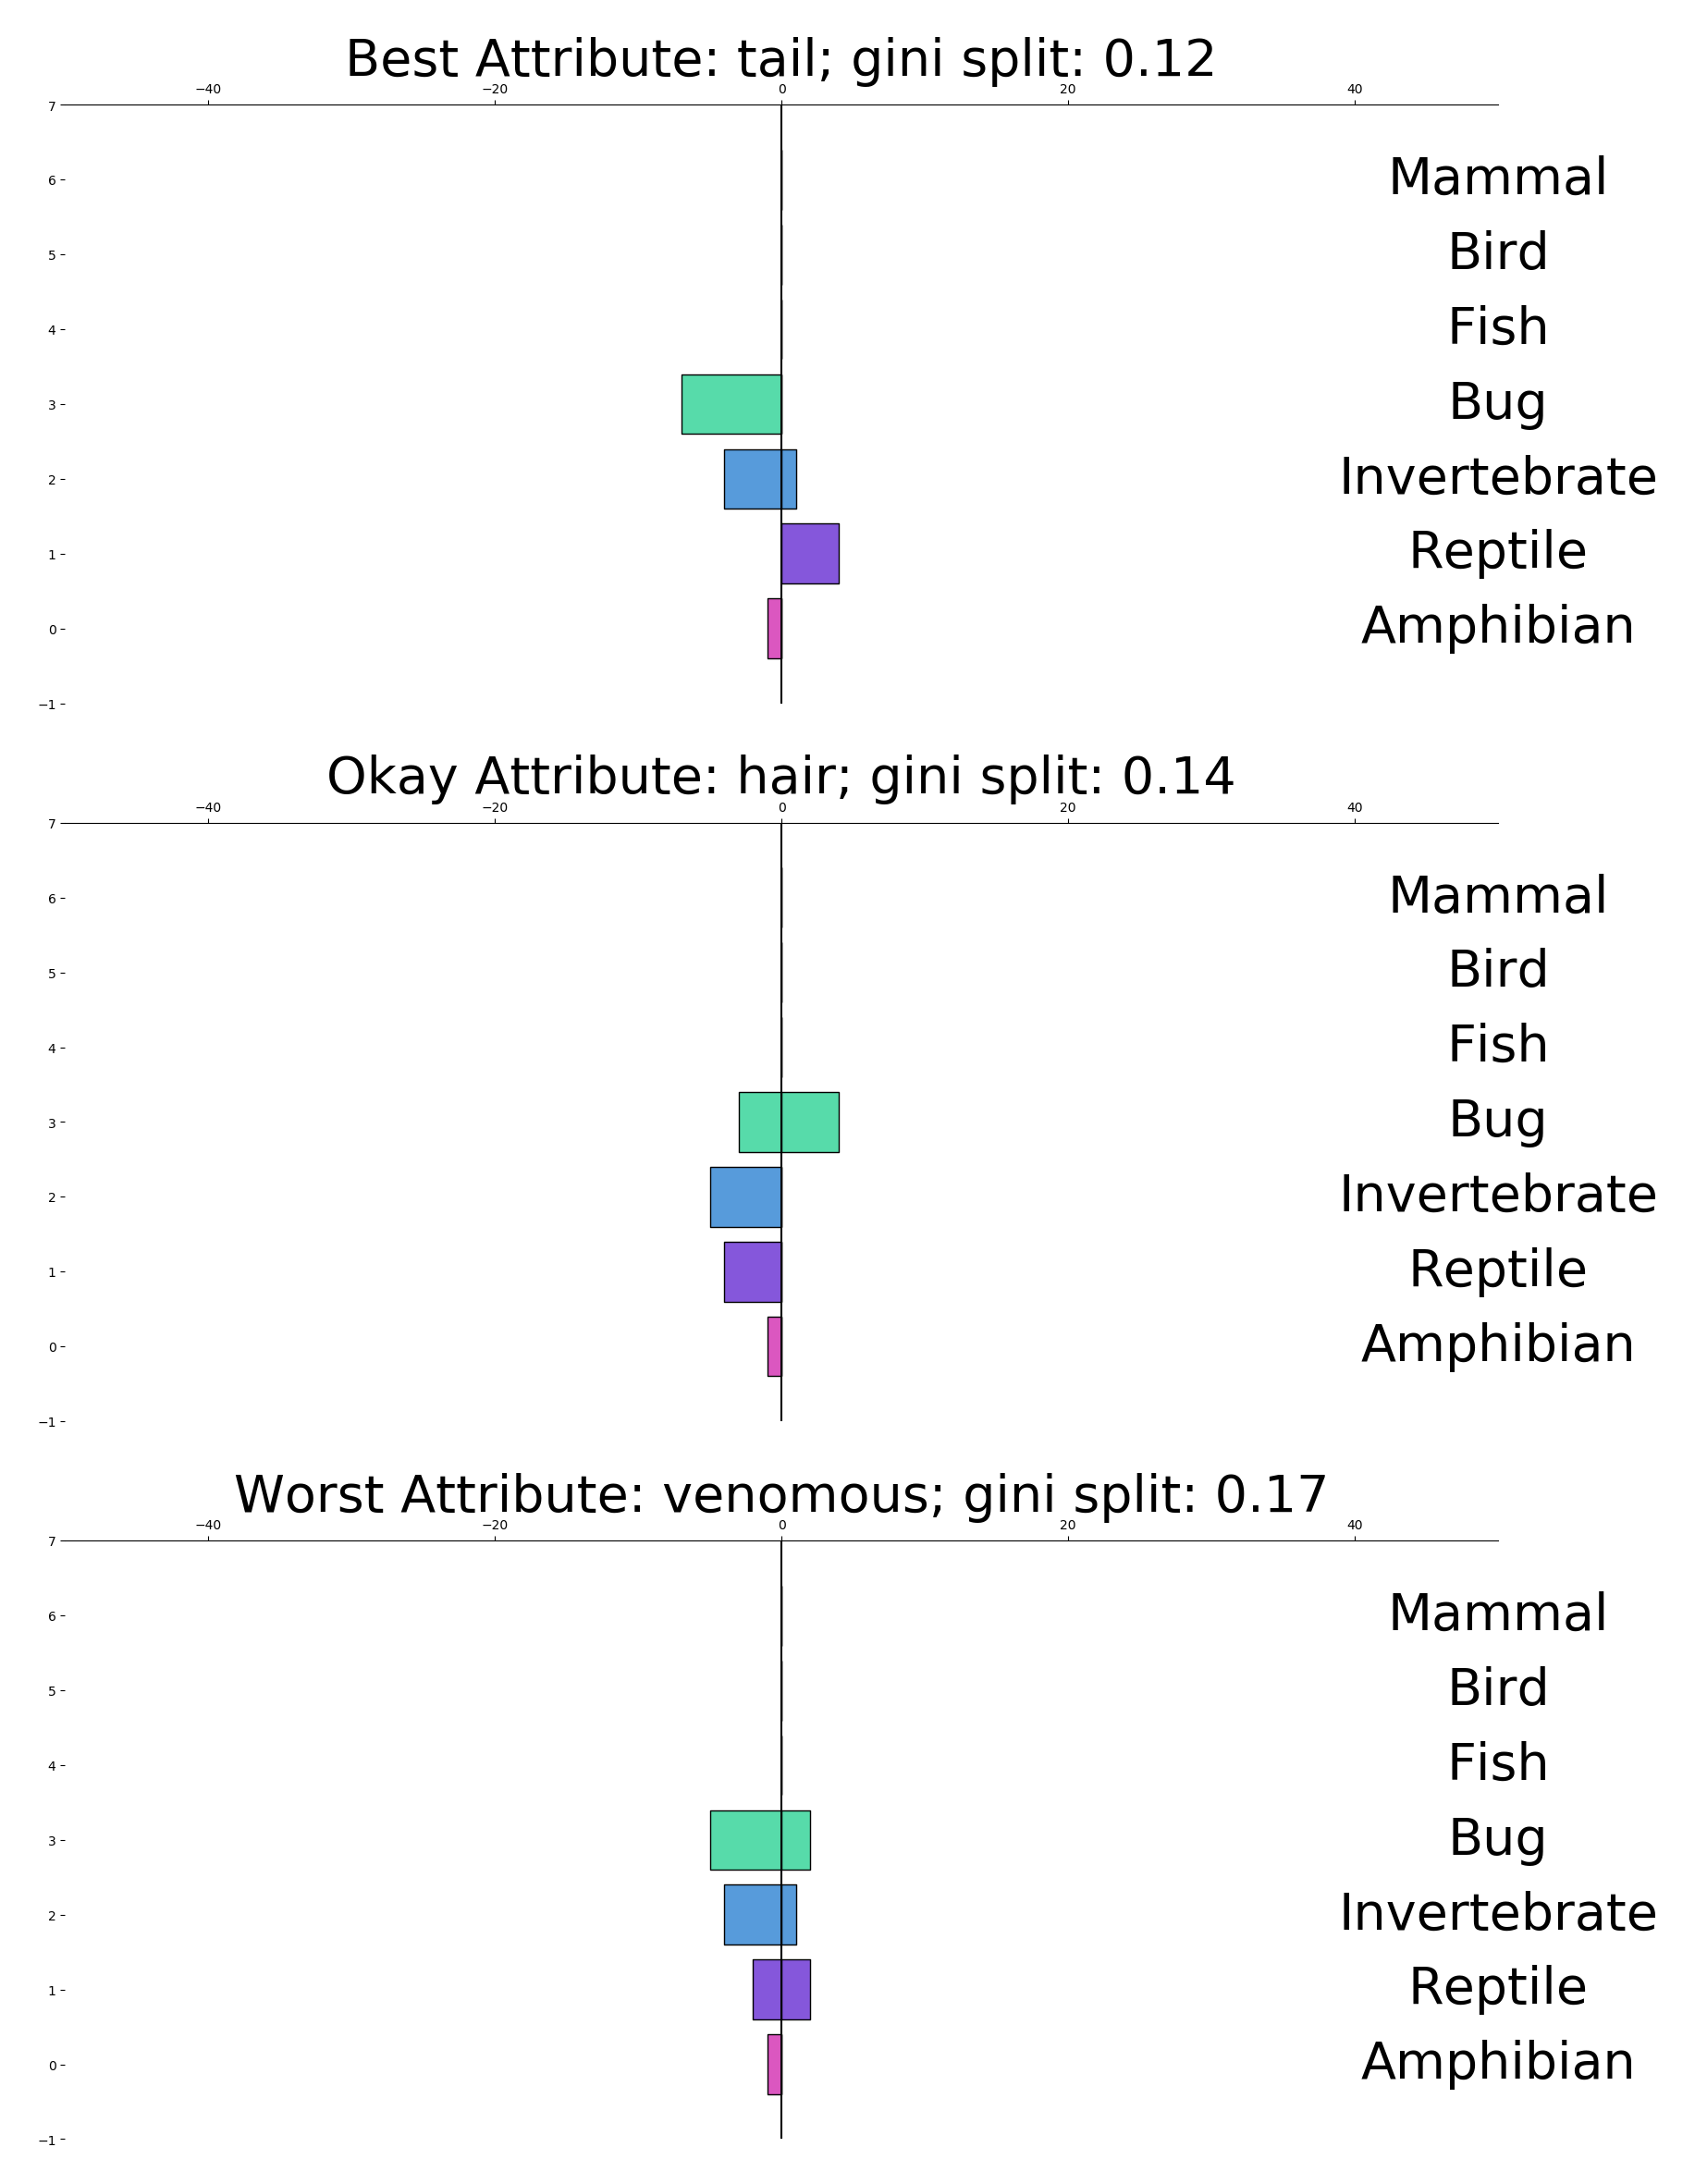 Best Attribute: tail; gini split: 0.12
−40 −20 0 20 40
7
6 Mammal
5 Bird
4 Fish
3 Bug
2 Invertebrate
1 Reptile
0 Amphibian
−1
Okay Attribute: hair; gini split: 0.14
−40 −20 0 20 40
7
6 Mammal
5 Bird
4 Fish
3 Bug
2 Invertebrate
1 Reptile
0 Amphibian
−1
Worst Attribute: venomous; gini split: 0.17
−40 −20 0 20 40
7
6 Mammal
5 Bird
4 Fish
3 Bug
2 Invertebrate
1 Reptile
0 Amphibian
−1